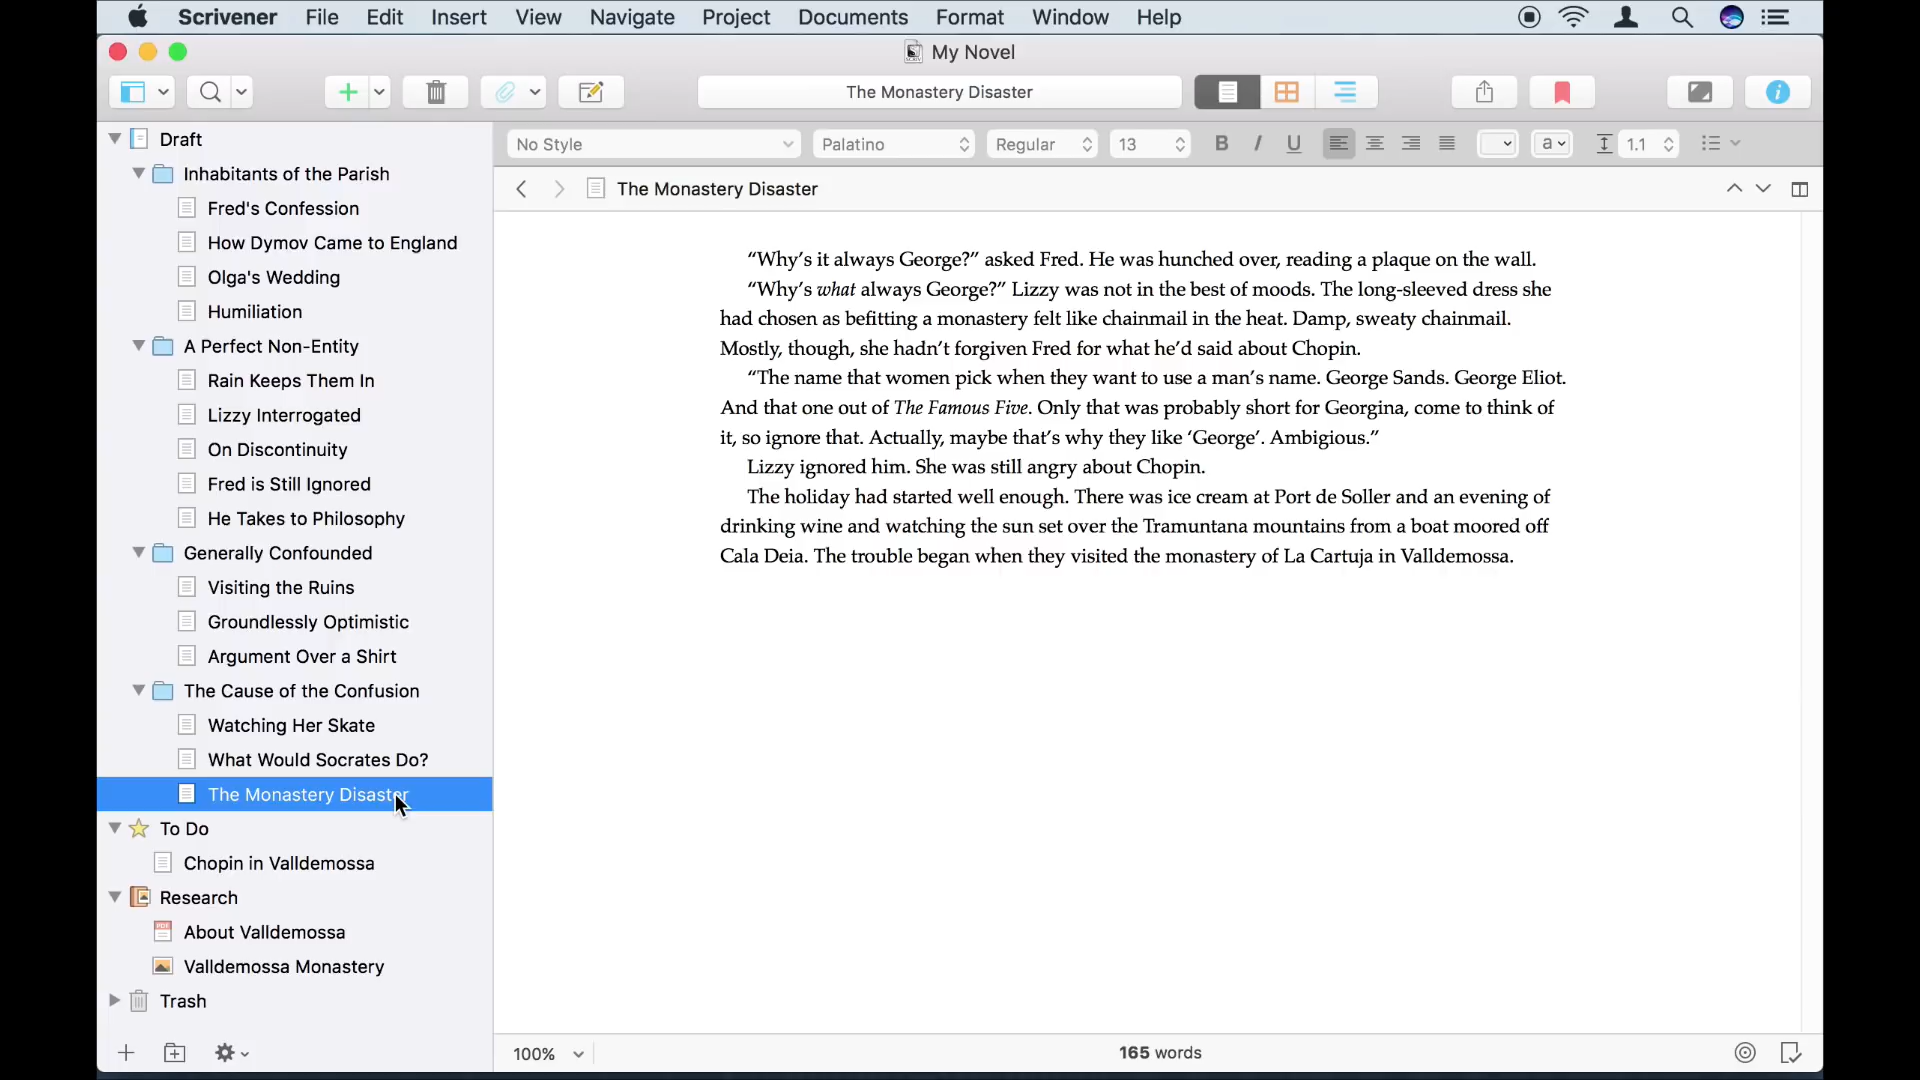 Scrivener File Edit Insert View Navigate Project Documents Format Window Help
My Novel
The Monastery Disaster
No Style Palatino Regular 13 B I U a 1.1
The Monastery Disaster
Draft
Inhabitants of the Parish
Fred's Confession
How Dymov Came to England
Olga's Wedding
Humiliation
A Perfect Non-Entity
Rain Keeps Them In
Lizzy Interrogated
On Discontinuity
Fred is Still Ignored
He Takes to Philosophy
Generally Confounded
Visiting the Ruins
Groundlessly Optimistic
Argument Over a Shirt
The Cause of the Confusion
Watching Her Skate
What Would Socrates Do?
The Monastery Disaster
To Do
Chopin in Valldemossa
Research
About Valldemossa
Valldemossa Monastery
Trash
“Why’s it always George?” asked Fred. He was hunched over, reading a plaque on the wall.
“Why’s what always George?” Lizzy was not in the best of moods. The long-sleeved dress she
had chosen as befitting a monastery felt like chainmail in the heat. Damp, sweaty chainmail.
Mostly, though, she hadn’t forgiven Fred for what he’d said about Chopin.
“The name that women pick when they want to use a man’s name. George Sands. George Eliot.
And that one out of The Famous Five. Only that was probably short for Georgina, come to think of
it, so ignore that. Actually, maybe that’s why they like ‘George’. Ambigious.”
Lizzy ignored him. She was still angry about Chopin.
The holiday had started well enough. There was ice cream at Port de Soller and an evening of
drinking wine and watching the sun set over the Tramuntana mountains from a boat moored off
Cala Deia. The trouble began when they visited the monastery of La Cartuja in Valldemossa.
100% 165 words